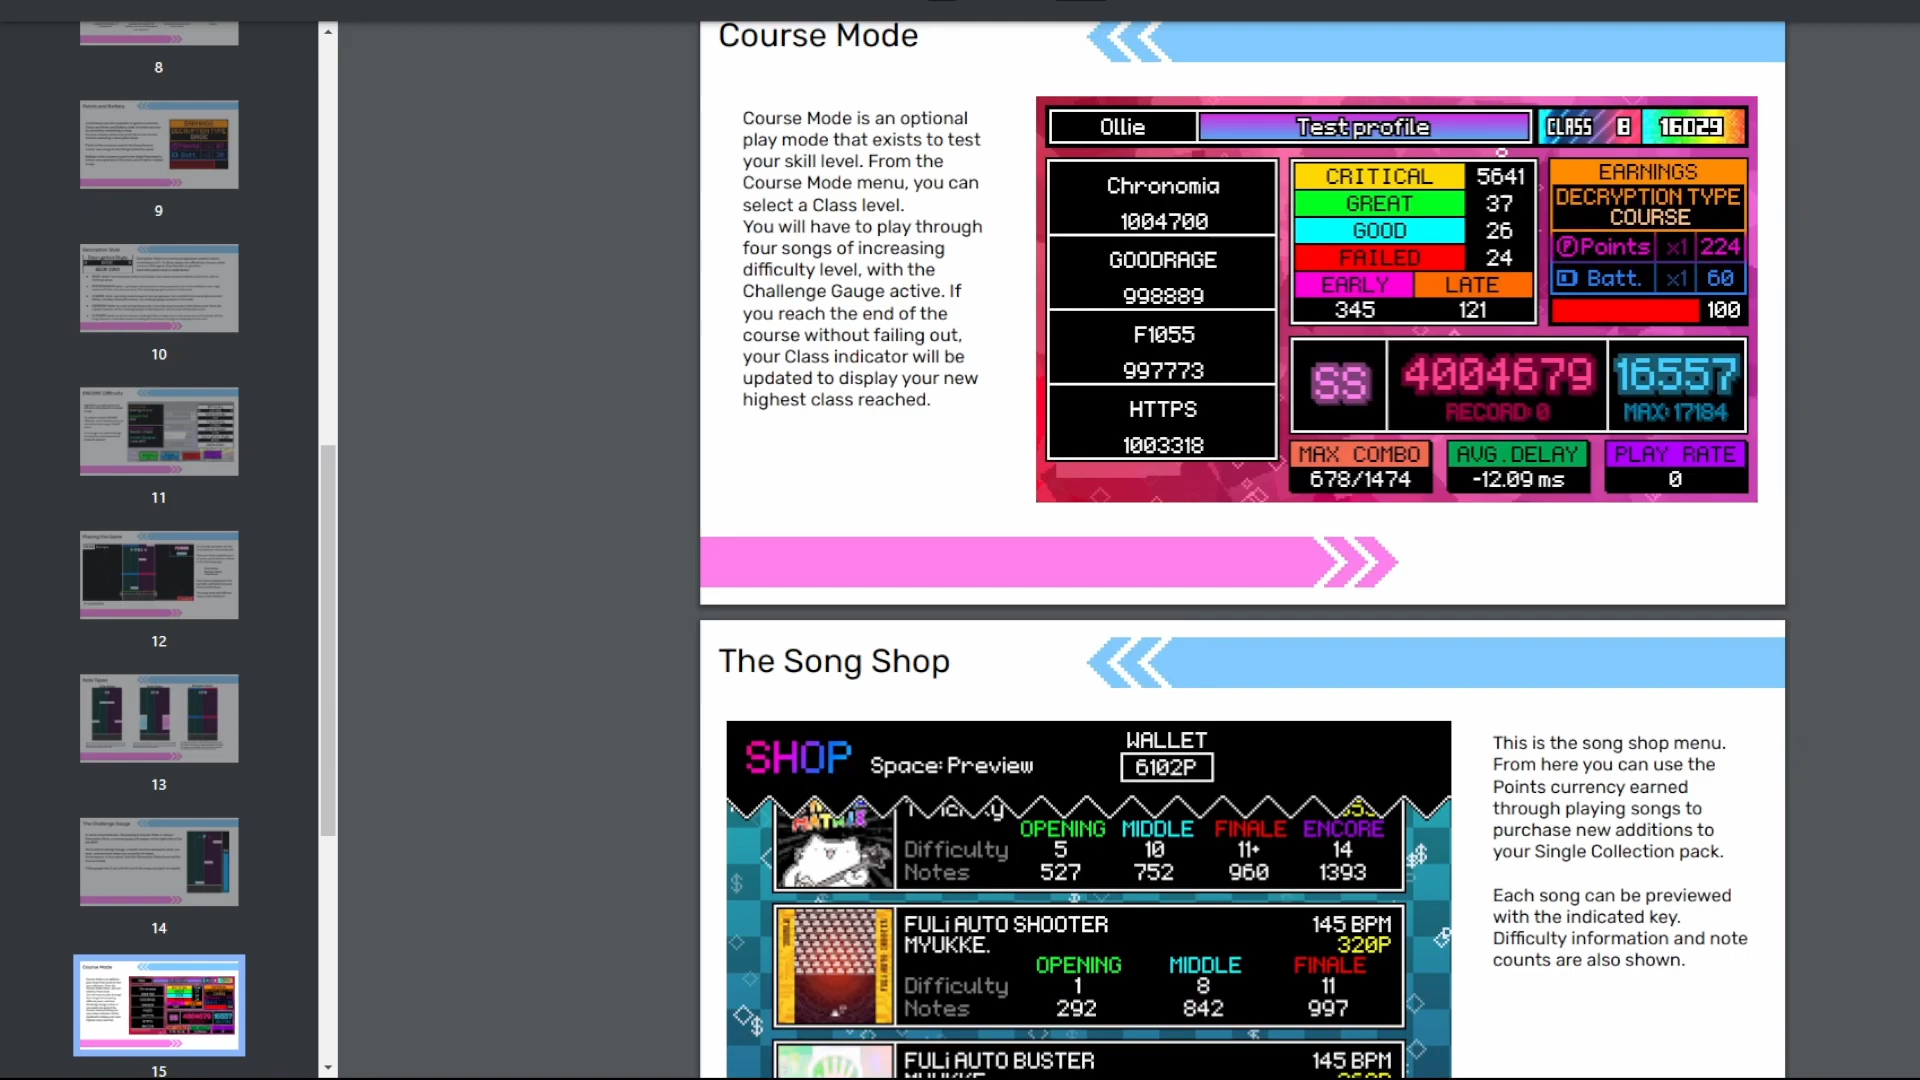 8
9
10
11
12
13
14
15
Course Mode
Course Mode is an optional
play mode that exists to test
your skill level. From the
Course Mode menu, you can
select a Class level.
You will have to play through
four songs of increasing
difficulty level, with the
Challenge Gauge active. If
you reach the end of the
course without failing out,
your Class indicator will be
updated to display your new
highest class reached.
Ollie
Test profile
CLASS 8
16029
Chronomia
1004700
GOODRAGE
998889
F1055
997773
HTTPS
1003318
CRITICAL 5641
GREAT 37
GOOD 26
FAILED 24
EARLY LATE
345 121
EARNINGS
DECRYPTION TYPE
COURSE
Points x1 224
Batt. x1 60
100
SS
4004679
RECORD: 0
16557
MAX: 17184
MAX COMBO
678/1474
AVG. DELAY
-12.09 ms
PLAY RATE
0
The Song Shop
SHOP
Space: Preview
WALLET
6102P
OPENING MIDDLE FINALE ENCORE
Difficulty 5 10 11+ 14
Notes 527 752 960 1393
FULi AUTO SHOOTER 145 BPM
MYUKKE. 320P
OPENING MIDDLE FINALE
Difficulty 1 8 11
Notes 292 842 997
FULi AUTO BUSTER 145 BPM
This is the song shop menu.
From here you can use the
Points currency earned
through playing songs to
purchase new additions to
your Single Collection pack.
Each song can be previewed
with the indicated key.
Difficulty information and note
counts are also shown.